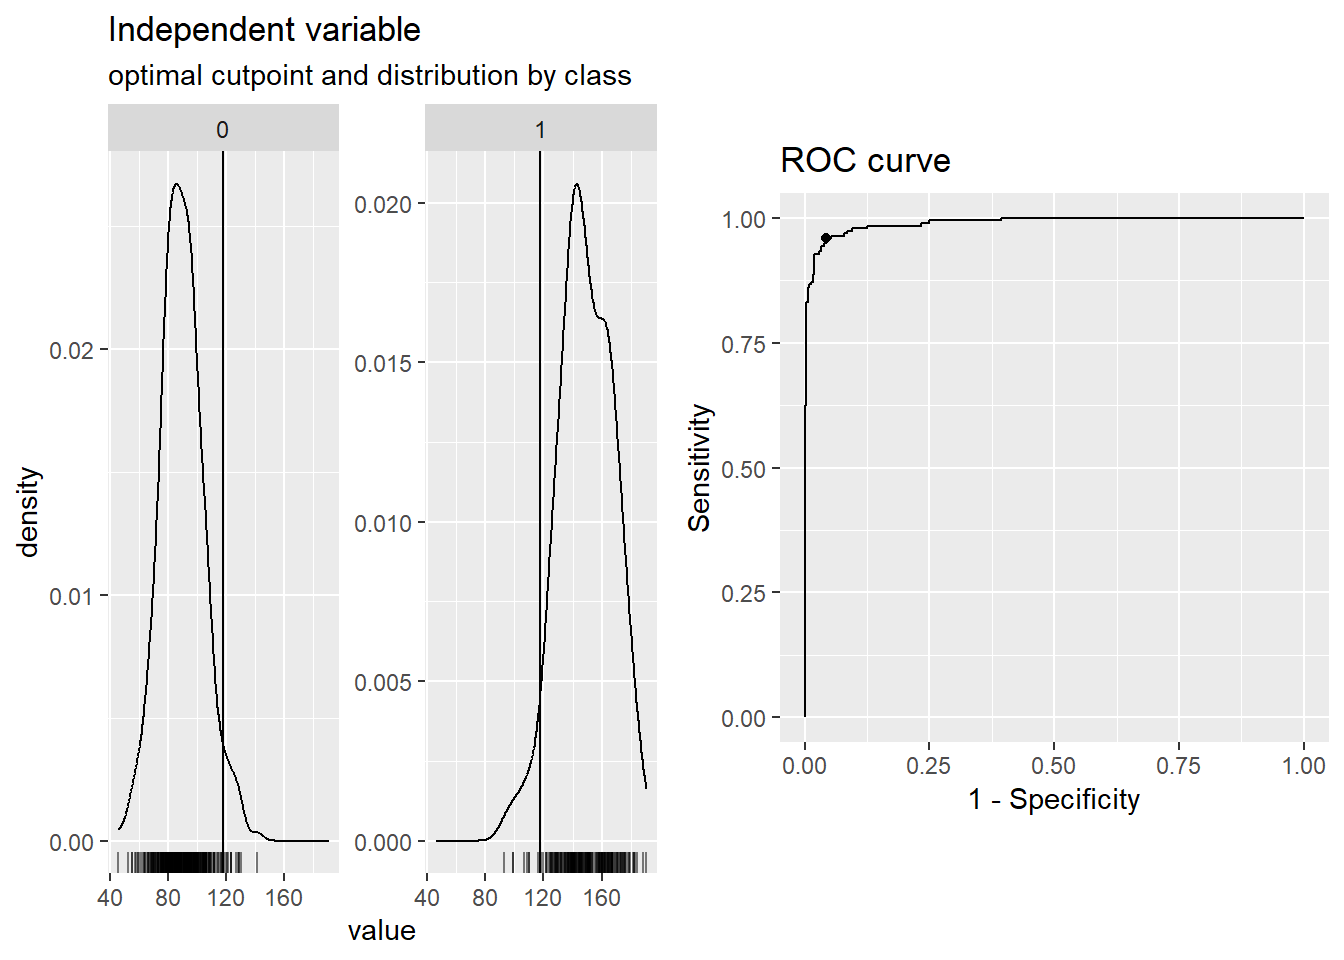 Independent variable
optimal cutpoint and distribution by class
0
1
density
0.02
0.01
0.00
40 80 120 160
0.020
0.015
0.010
0.005
0.000
40 80 120 160
value
ROC curve
Sensitivity
1.00
0.75
0.50
0.25
0.00
0.00 0.25 0.50 0.75 1.00
1 - Specificity